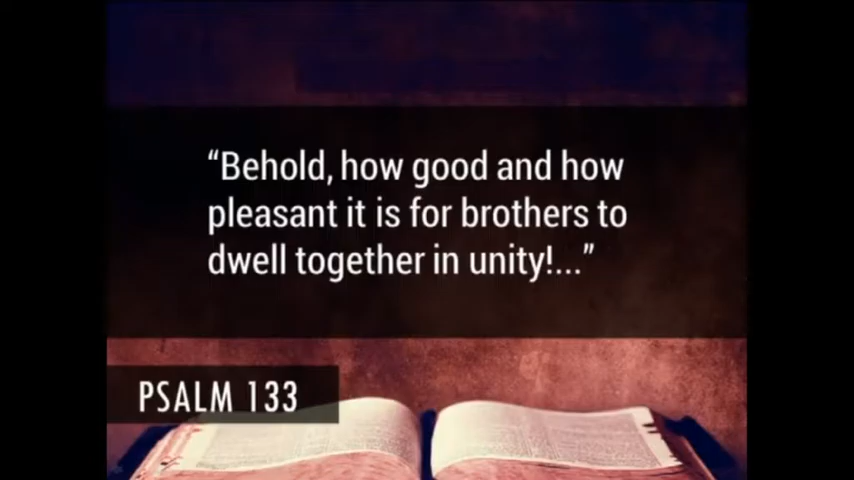 “Behold, how good and how
pleasant it is for brothers to
dwell together in unity!...”
PSALM 133